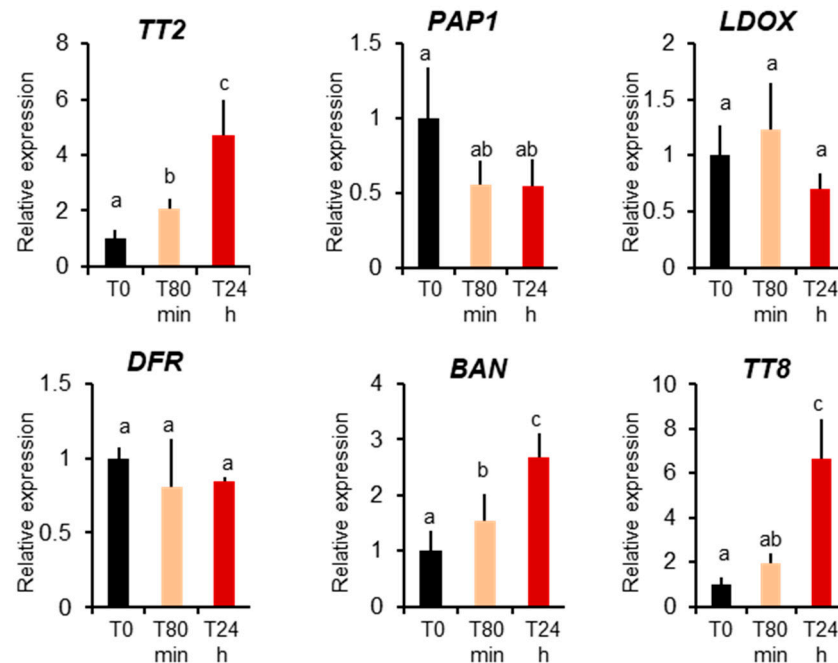 TT2
Relative expression
8
6
4
2
0
a
b
c
T0
T80
min
T24
h
PAP1
Relative expression
1.5
1
0.5
0
a
ab
ab
T0
T80
min
T24
h
LDOX
Relative expression
2
1.5
1
0.5
0
a
a
a
T0
T80
min
T24
h
DFR
Relative expression
1.5
1
0.5
0
a
a
a
T0
T80
min
T24
h
BAN
Relative expression
4
3
2
1
0
a
b
c
T0
T80
min
T24
h
TT8
Relative expression
10
8
6
4
2
0
a
ab
c
T0
T80
min
T24
h